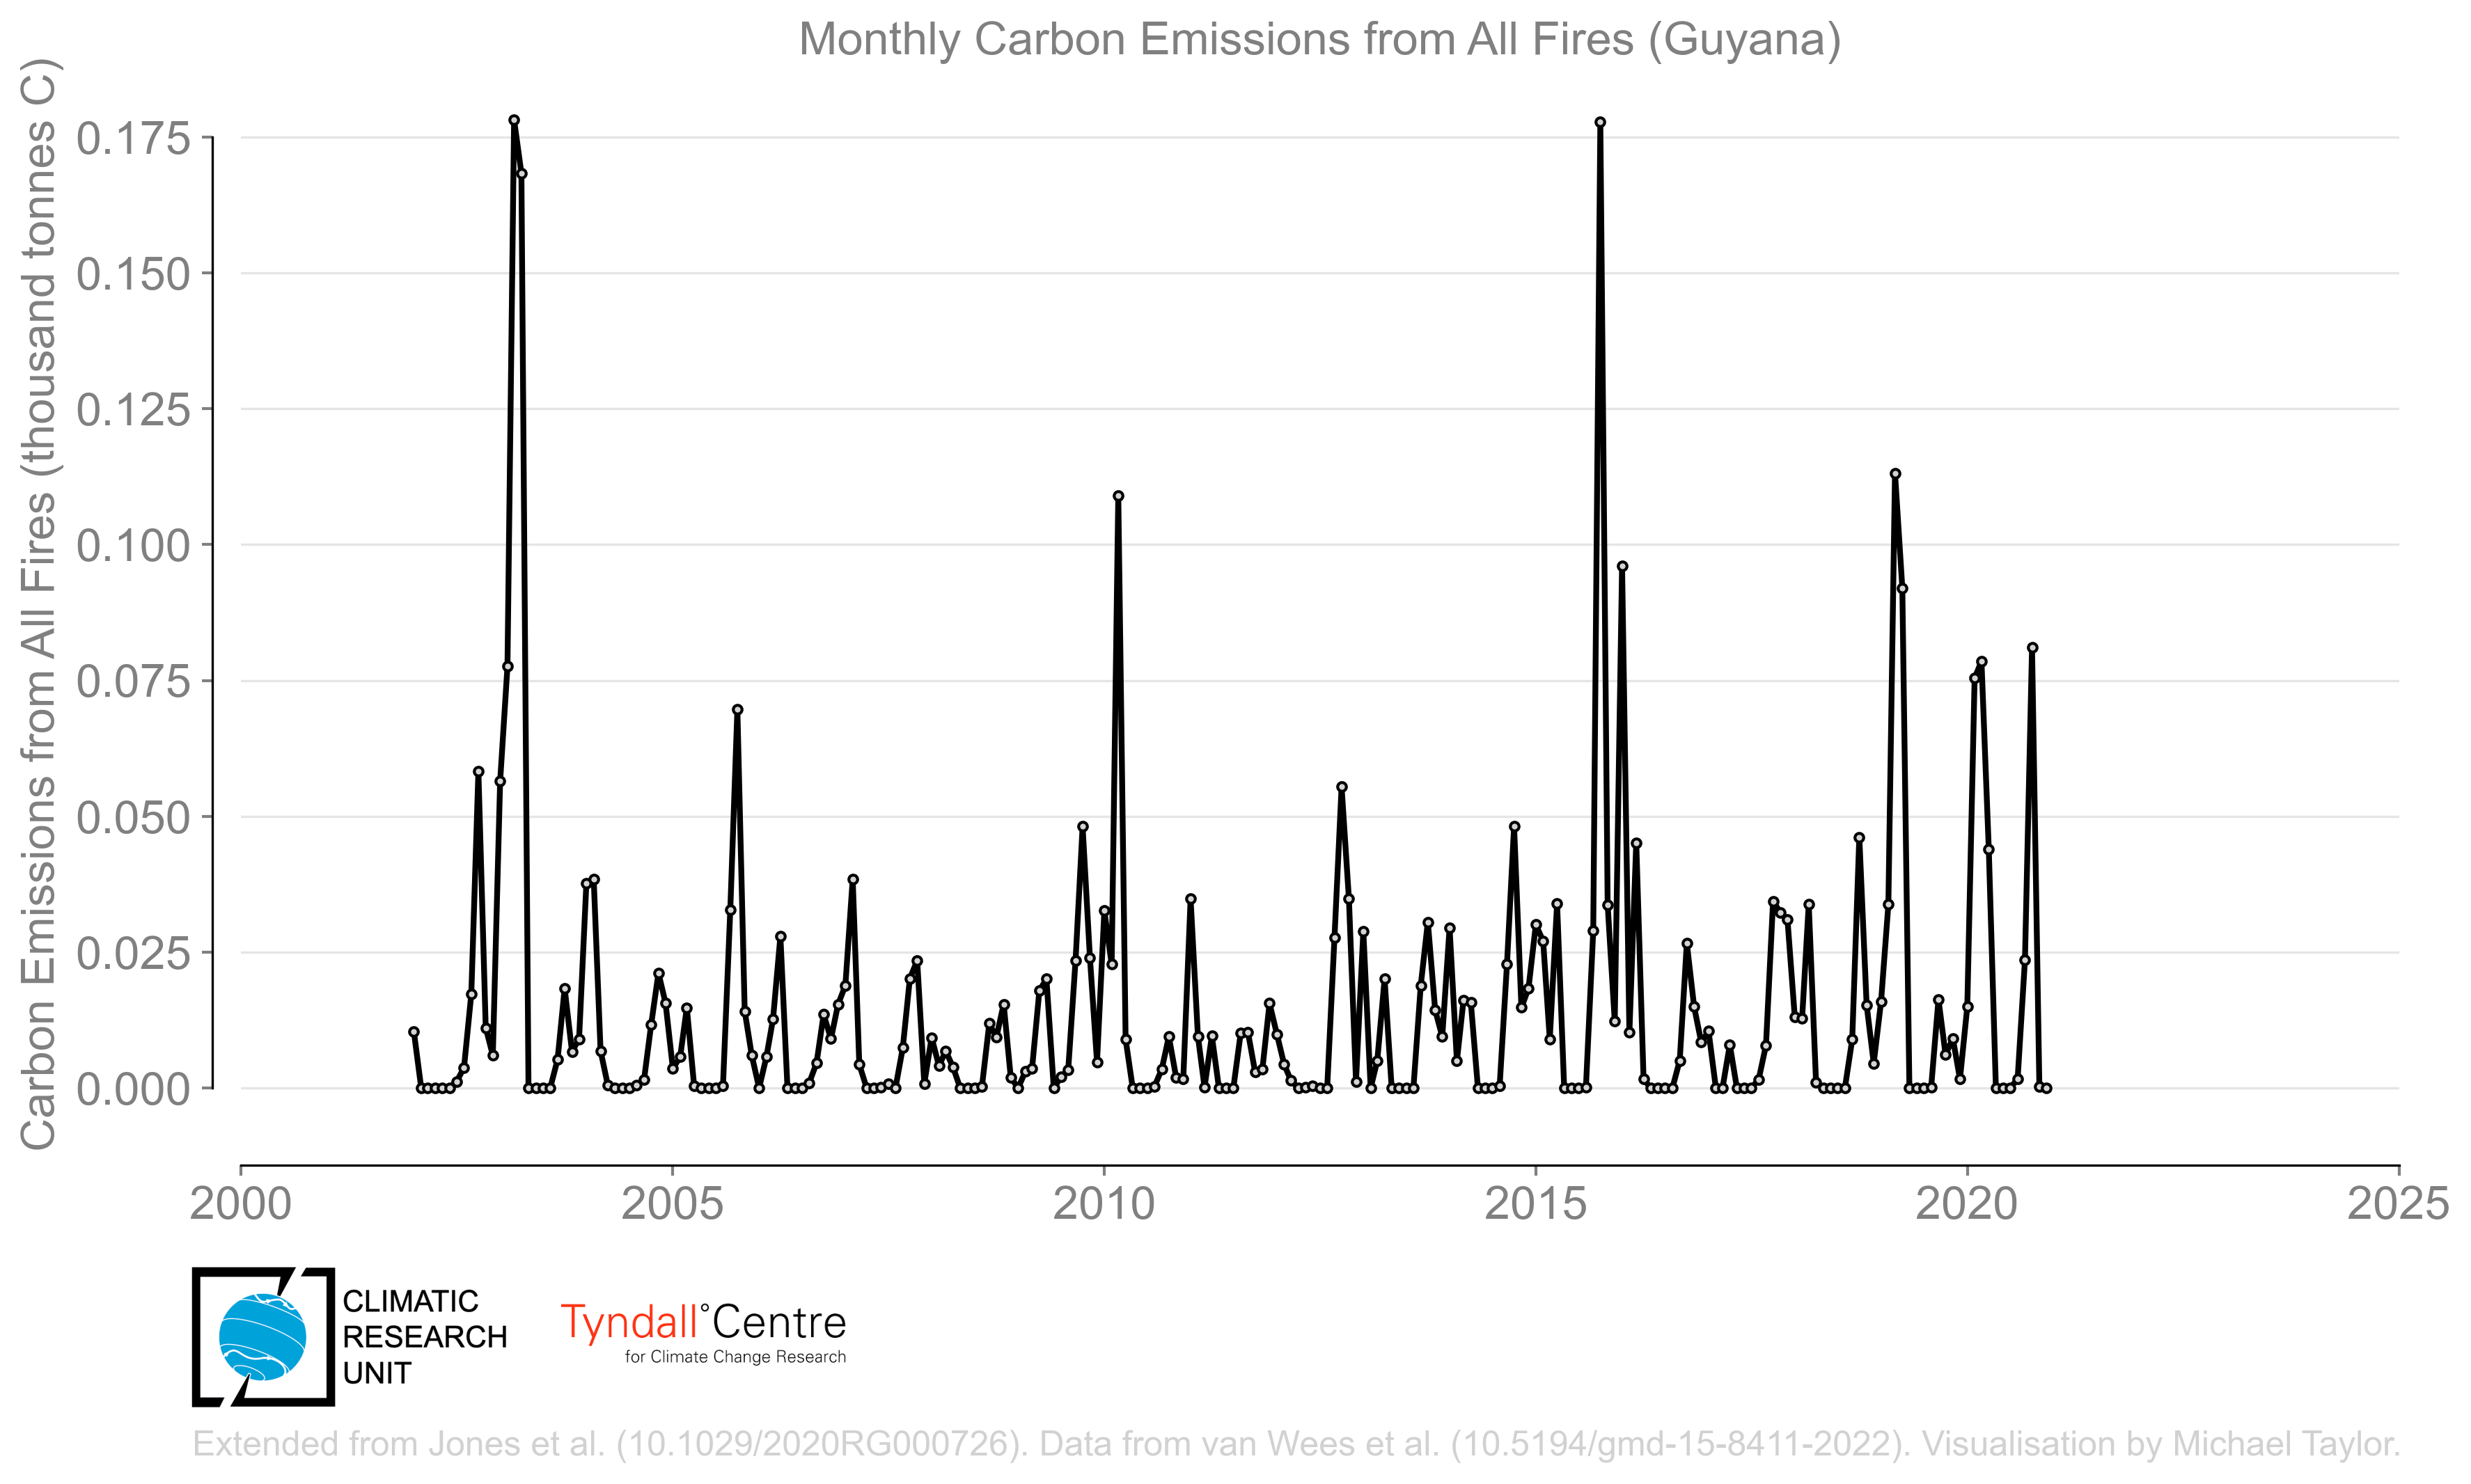 Monthly Carbon Emissions from All Fires (Guyana)
Carbon Emissions from All Fires (thousand tonnes C)
0.175
0.150
0.125
0.100
0.075
0.050
0.025
0.000
2000 2005 2010 2015 2020 2025
CLIMATIC
RESEARCH
UNIT
Tyndall°Centre
for Climate Change Research
Extended from Jones et al. (10.1029/2020RG000726). Data from van Wees et al. (10.5194/gmd-15-8411-2022). Visualisation by Michael Taylor.